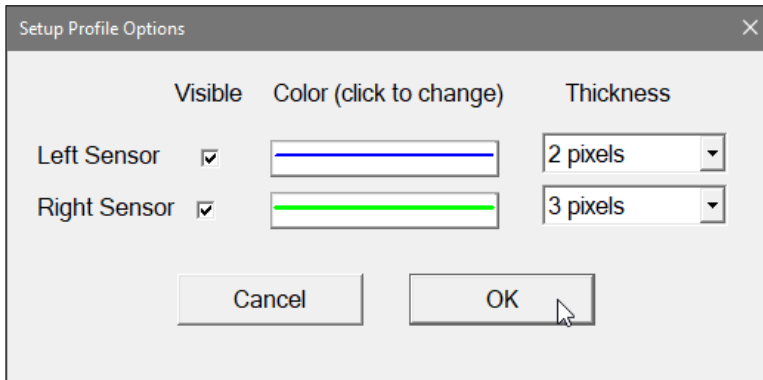 Setup Profile Options
Visible Color (click to change) Thickness
Left Sensor 2 pixels
Right Sensor 3 pixels
Cancel OK